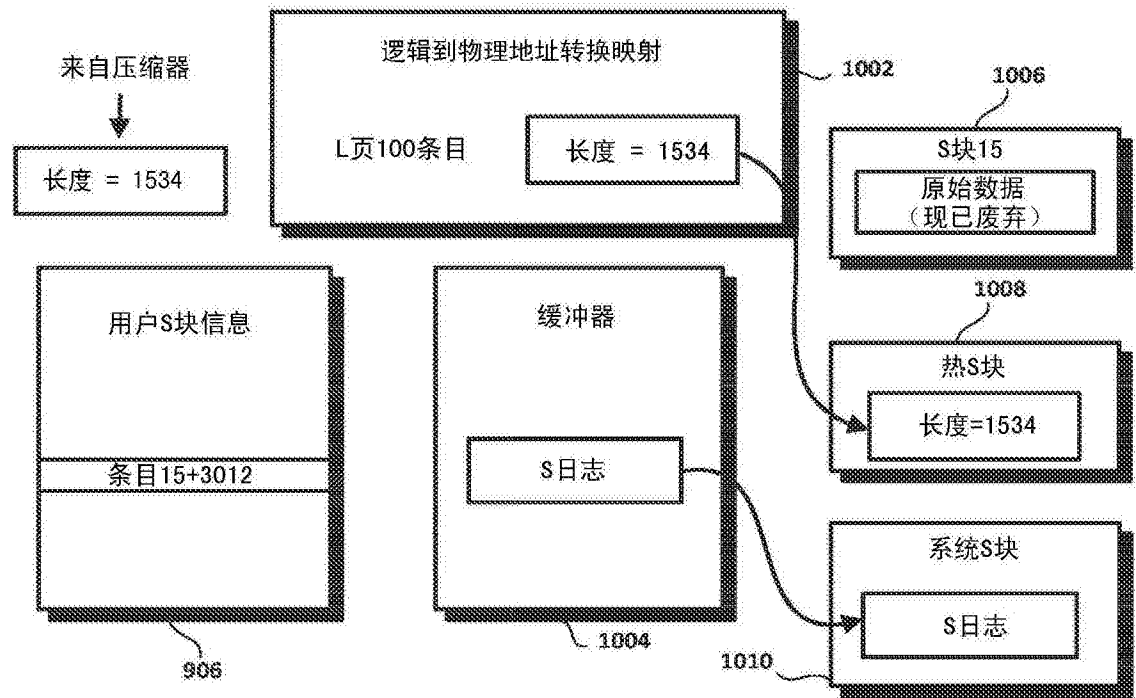 来自压缩器
长度 = 1534
逻辑到物理地址转换映射
L页100条目
长度 = 1534
1002
1006
S块15
原始数据
(现已废弃)
用户S块信息
条目15+3012
906
缓冲器
S日志
1004
1008
热S块
长度=1534
系统S块
S日志
1010